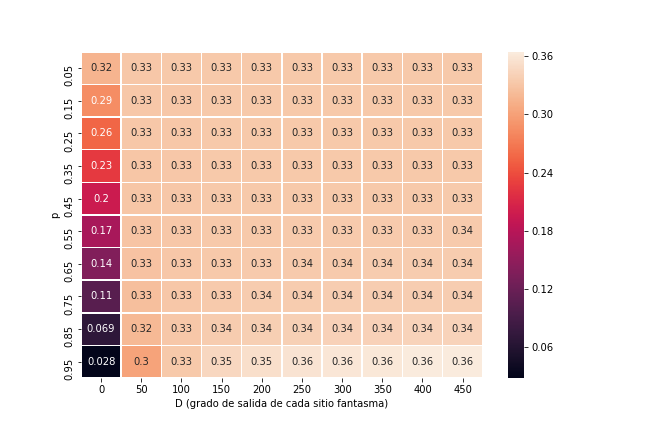 0.05 0.32 0.33 0.33 0.33 0.33 0.33 0.33 0.33 0.33 0.33
0.15 0.29 0.33 0.33 0.33 0.33 0.33 0.33 0.33 0.33 0.33
0.25 0.26 0.33 0.33 0.33 0.33 0.33 0.33 0.33 0.33 0.33
0.35 0.23 0.33 0.33 0.33 0.33 0.33 0.33 0.33 0.33 0.33
0.45 0.2 0.33 0.33 0.33 0.33 0.33 0.33 0.33 0.33 0.33
0.55 0.17 0.33 0.33 0.33 0.33 0.33 0.33 0.33 0.33 0.34
0.65 0.14 0.33 0.33 0.33 0.33 0.34 0.34 0.34 0.34 0.34
0.75 0.11 0.33 0.33 0.33 0.34 0.34 0.34 0.34 0.34 0.34
0.85 0.069 0.32 0.33 0.34 0.34 0.34 0.34 0.34 0.34 0.34
0.95 0.028 0.3 0.33 0.35 0.35 0.36 0.36 0.36 0.36 0.36
p
0 50 100 150 200 250 300 350 400 450
D (grado de salida de cada sitio fantasma)
0.36
0.30
0.24
0.18
0.12
0.06